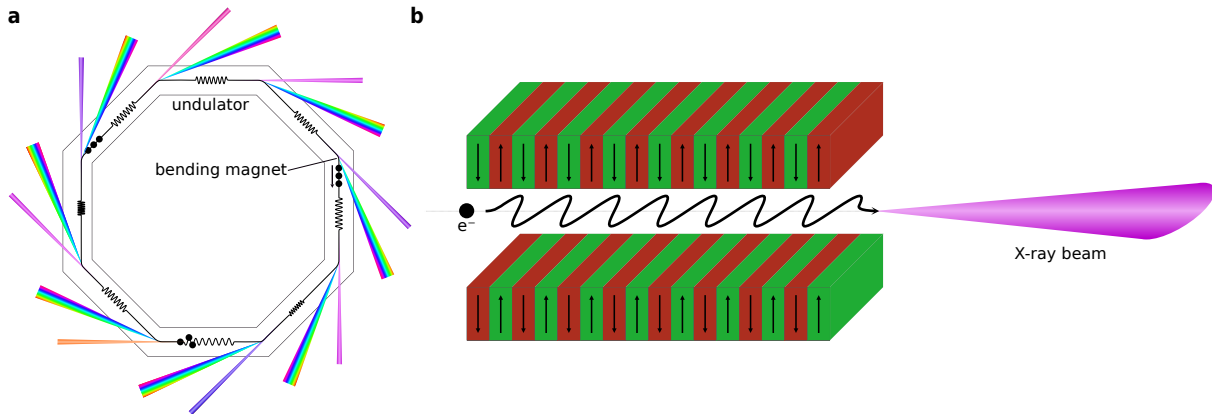 a
b
undulator
bending magnet
e⁻
X-ray beam